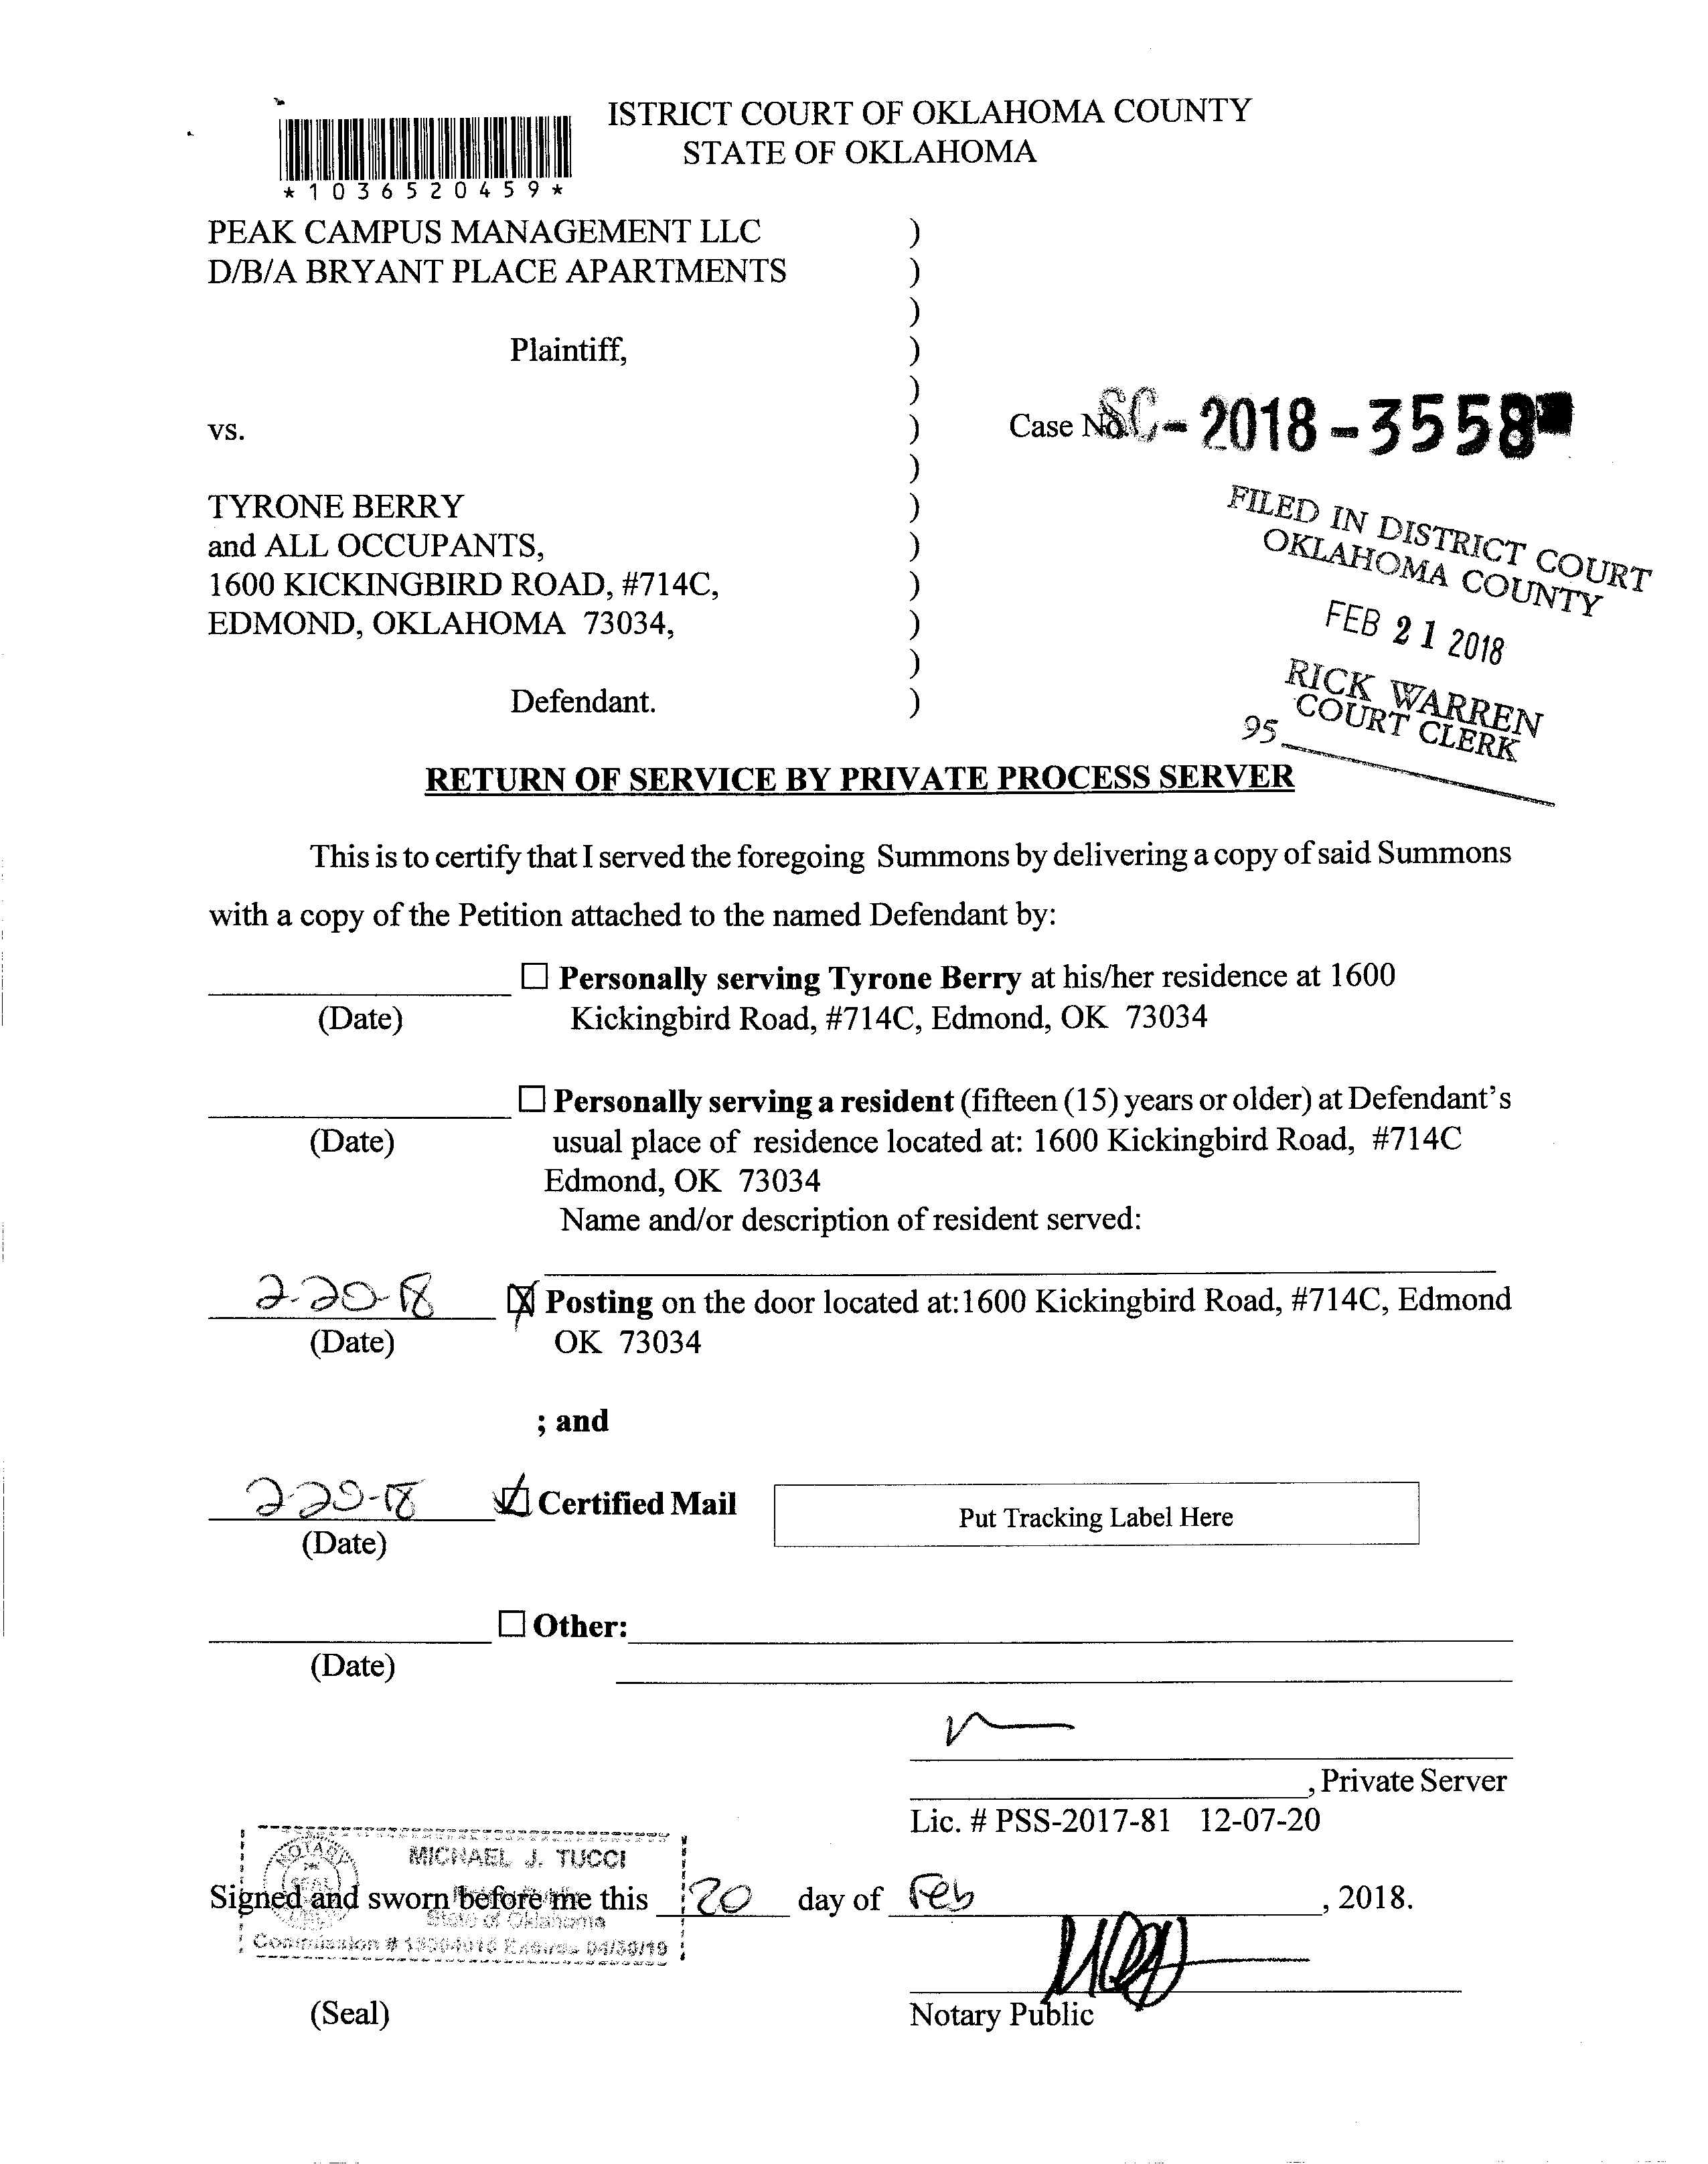 ISTRICT COURT OF OKLAHOMA COUNTY
STATE OF OKLAHOMA
*1036520459*
PEAK CAMPUS MANAGEMENT LLC )
D/B/A BRYANT PLACE APARTMENTS )
)
Plaintiff, )
)
vs. )
Case No. SC-2018-3558
)
TYRONE BERRY )
and ALL OCCUPANTS, )
1600 KICKINGBIRD ROAD, #714C, )
EDMOND, OKLAHOMA 73034, )
)
Defendant. )
FILED IN DISTRICT COURT
OKLAHOMA COUNTY
FEB 21 2018
RICK WARREN
COURT CLERK
95
RETURN OF SERVICE BY PRIVATE PROCESS SERVER
This is to certify that I served the foregoing Summons by delivering a copy of said Summons
with a copy of the Petition attached to the named Defendant by:
☐ Personally serving Tyrone Berry at his/her residence at 1600
(Date) Kickingbird Road, #714C, Edmond, OK 73034
☐ Personally serving a resident (fifteen (15) years or older) at Defendant's
(Date) usual place of residence located at: 1600 Kickingbird Road, #714C
Edmond, OK 73034
Name and/or description of resident served:
2-20-18 ☒ Posting on the door located at:1600 Kickingbird Road, #714C, Edmond
(Date) OK 73034
; and
2-20-18 ☑ Certified Mail Put Tracking Label Here
(Date)
☐ Other:
(Date)
, Private Server
Lic. # PSS-2017-81 12-07-20
MICHAEL J. TUCCI
Signed and sworn before me this 20 day of Feb, 2018.
State of Oklahoma
Commission # Expires 04/30/19
(Seal) Notary Public